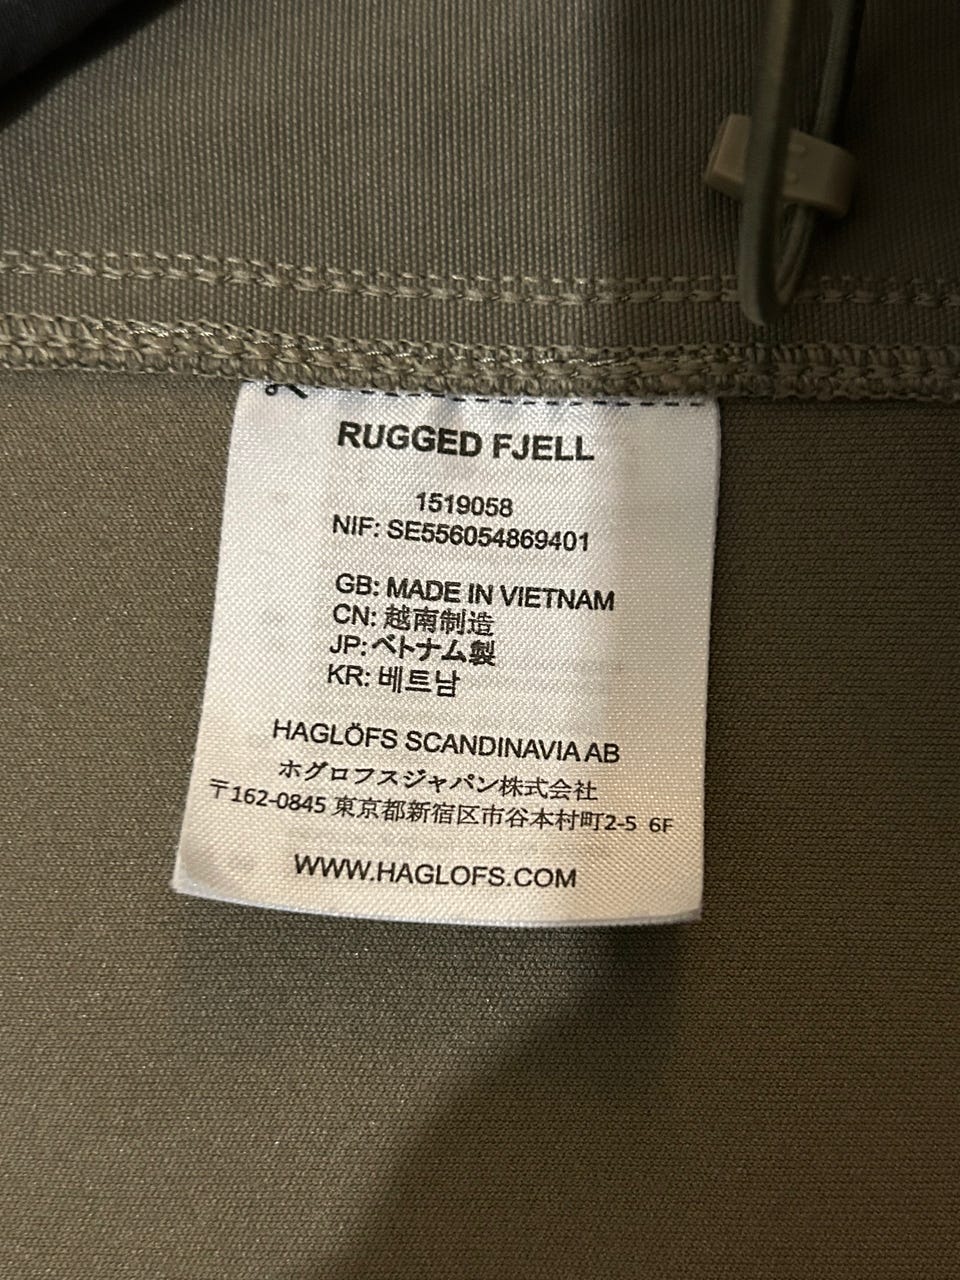 RUGGED FJELL
1519058
NIF: SE556054869401
GB: MADE IN VIETNAM
CN: 越南制造
JP: ベトナム製
KR: 베트남
HAGLÖFS SCANDINAVIA AB
ホグロフスジャパン株式会社
〒162-0845 東京都新宿区市谷本村町2-5 6F
WWW.HAGLOFS.COM